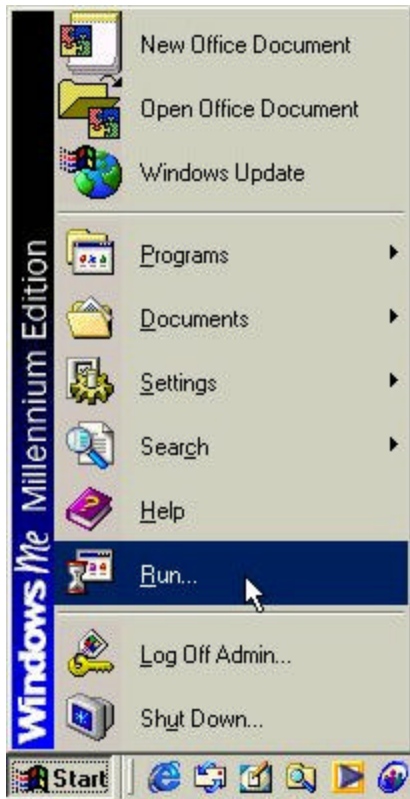 New Office Document
Open Office Document
Windows Update
Programs
Documents
Settings
Search
Help
Run...
Log Off Admin...
Shut Down...
Windows Me Millennium Edition
Start